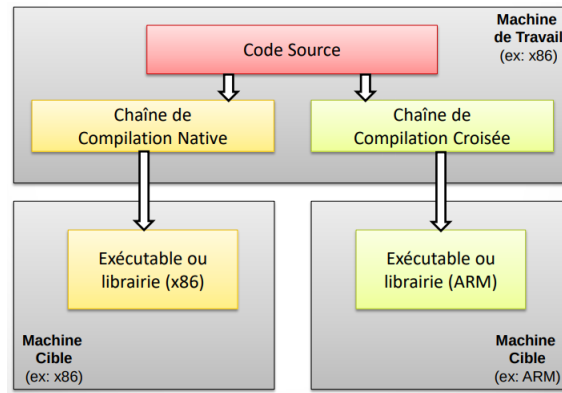 Machine
de Travail
(ex: x86)
Code Source
Chaîne de
Compilation Native
Chaîne de
Compilation Croisée
Exécutable ou
librairie (x86)
Machine
Cible
(ex: x86)
Exécutable ou
librairie (ARM)
Machine
Cible
(ex: ARM)